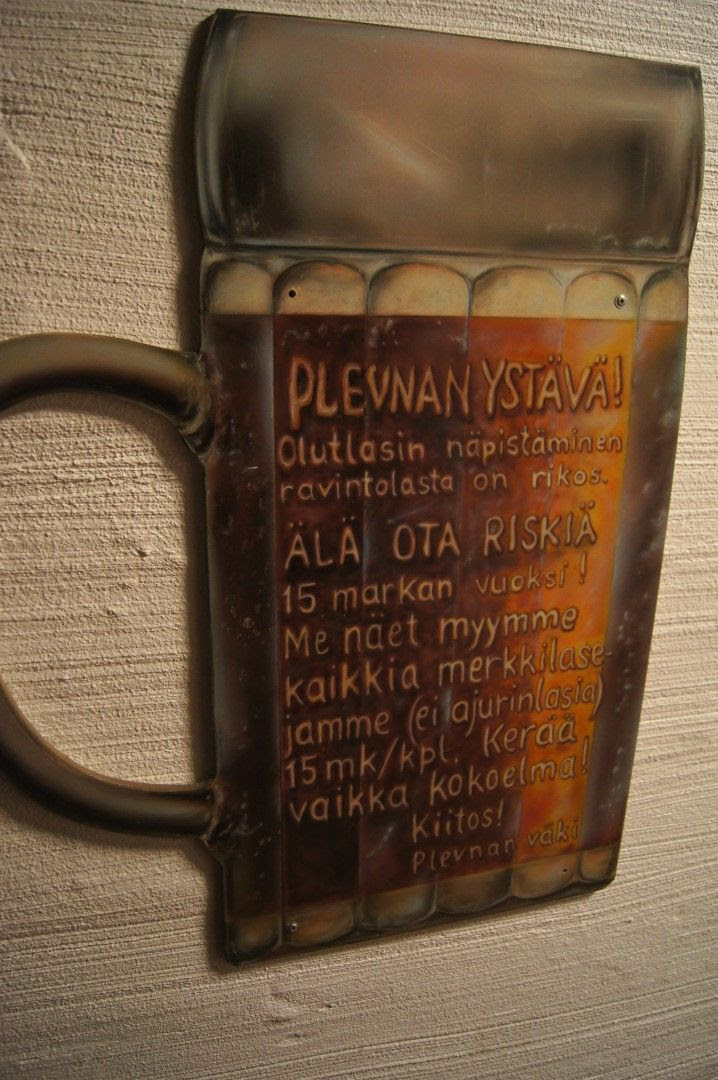 PLEVNAN YSTÄVÄ!
Olutlasin näpistäminen
ravintolasta on rikos.
ÄLÄ OTA RISKIÄ
15 markan vuoksi!
Me näet myymme
kaikkia merkkilase-
jamme (ei ajurinlasia)
15mk/kpl. Kerää
vaikka kokoelma!
Kiitos!
Plevnan väki